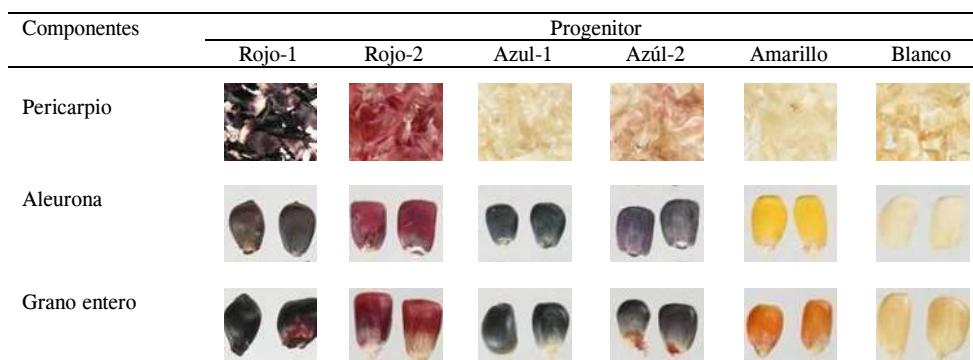 Componentes
Progenitor
Rojo-1 Rojo-2 Azul-1 Azúl-2 Amarillo Blanco
Pericarpio
Aleurona
Grano entero